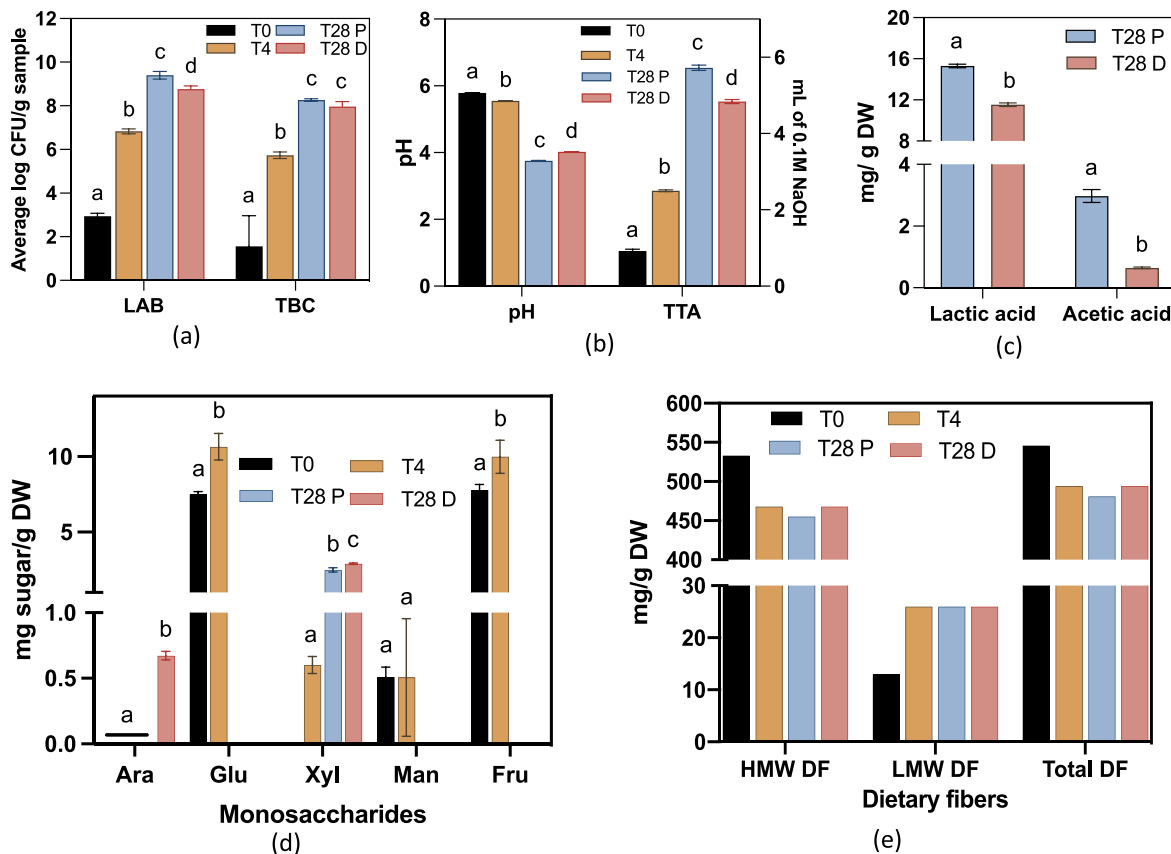 Average log CFU/g sample
12
10
8
6
4
2
0
T0
T4
T28 P
T28 D
a
b
c
d
a
b
c
c
LAB
TBC
(a)
pH
8
6
4
2
0
T0
T4
T28 P
T28 D
a
b
c
d
a
b
c
d
6
4
2
0
mL of 0.1M NaOH
pH
TTA
(b)
mg/ g DW
20
16
12
8
4
2
0
T28 P
T28 D
a
b
a
b
Lactic acid
Acetic acid
(c)
mg sugar/g DW
10
5
1.0
0.5
0.0
T0
T4
T28 P
T28 D
a
b
a
b
a
b
c
a
a
a
b
Ara
Glu
Xyl
Man
Fru
Monosaccharides
(d)
mg/g DW
600
550
500
450
400
30
20
10
0
T0
T4
T28 P
T28 D
HMW DF
LMW DF
Total DF
Dietary fibers
(e)